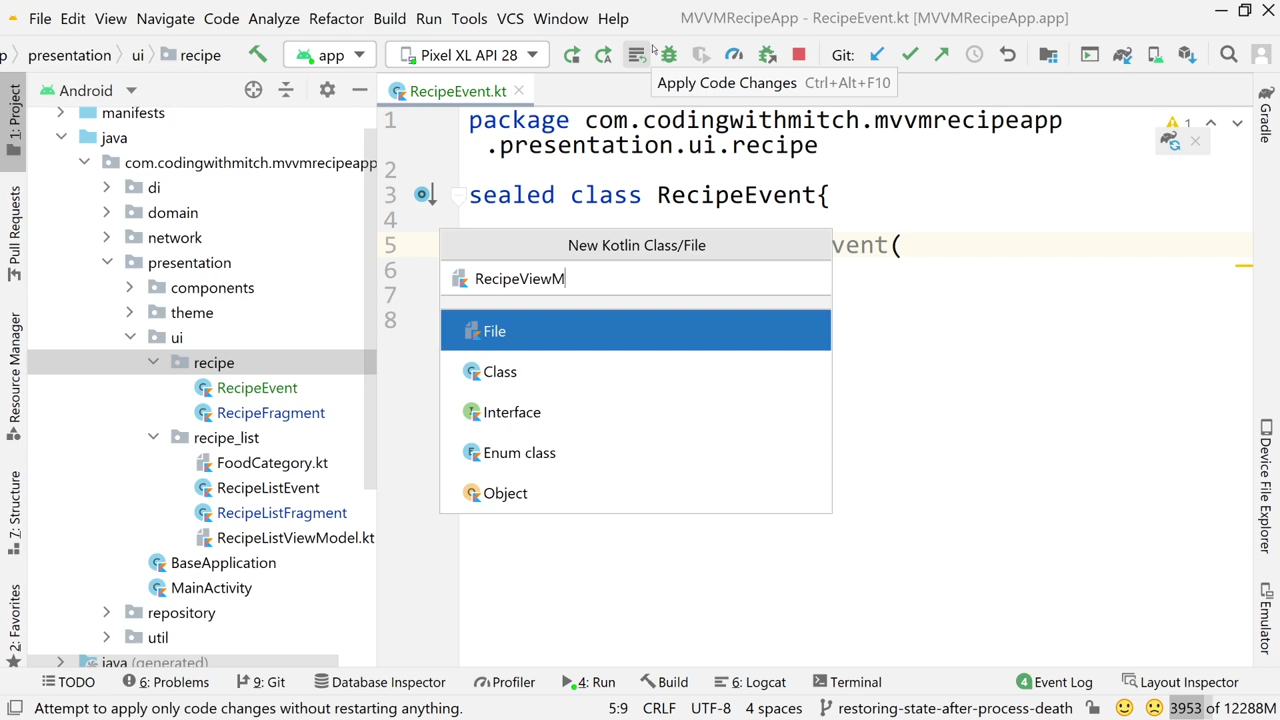 File Edit View Navigate Code Analyze Refactor Build Run Tools VCS Window Help MVVMRecipeApp - RecipeEvent.kt [MVVMRecipeApp.app]
p presentation ui recipe app Pixel XL API 28 Git:
Apply Code Changes Ctrl+Alt+F10
Android
RecipeEvent.kt
1: Project
Pull Requests
Resource Manager
7: Structure
2: Favorites
manifests
java
com.codingwithmitch.mvvmrecipeapp
di
domain
network
presentation
components
theme
ui
recipe
RecipeEvent
RecipeFragment
recipe_list
FoodCategory.kt
RecipeListEvent
RecipeListFragment
RecipeListViewModel.kt
BaseApplication
MainActivity
repository
util
java (generated)
1 package com.codingwithmitch.mvvmrecipeapp
.presentation.ui.recipe
2
3 sealed class RecipeEvent{
4
5 vent(
6
7
8
1
New Kotlin Class/File
RecipeViewM
File
Class
Interface
Enum class
Object
Gradle
Device File Explorer
Emulator
TODO 6: Problems 9: Git Database Inspector Profiler 4: Run Build 6: Logcat Terminal 4 Event Log Layout Inspector
Attempt to apply only code changes without restarting anything. 5:9 CRLF UTF-8 4 spaces restoring-state-after-process-death 3953 of 12288M